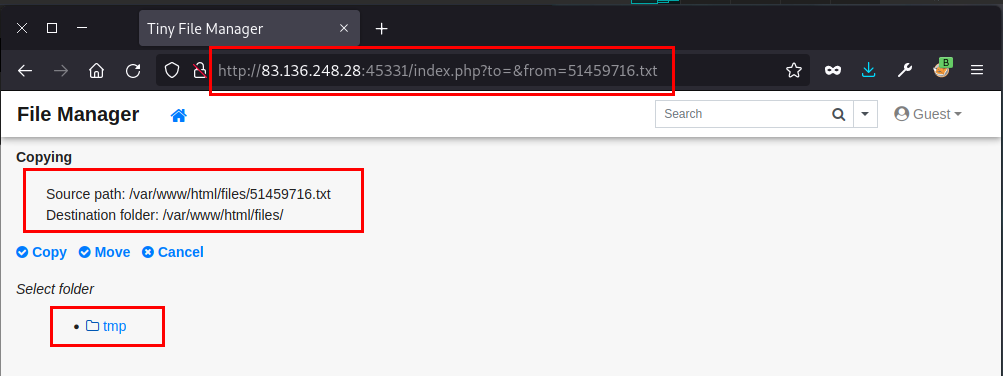 Tiny File Manager
http://83.136.248.28:45331/index.php?to=&from=51459716.txt
B
File Manager
Search
Guest
Copying
Source path: /var/www/html/files/51459716.txt
Destination folder: /var/www/html/files/
Copy Move Cancel
Select folder
tmp